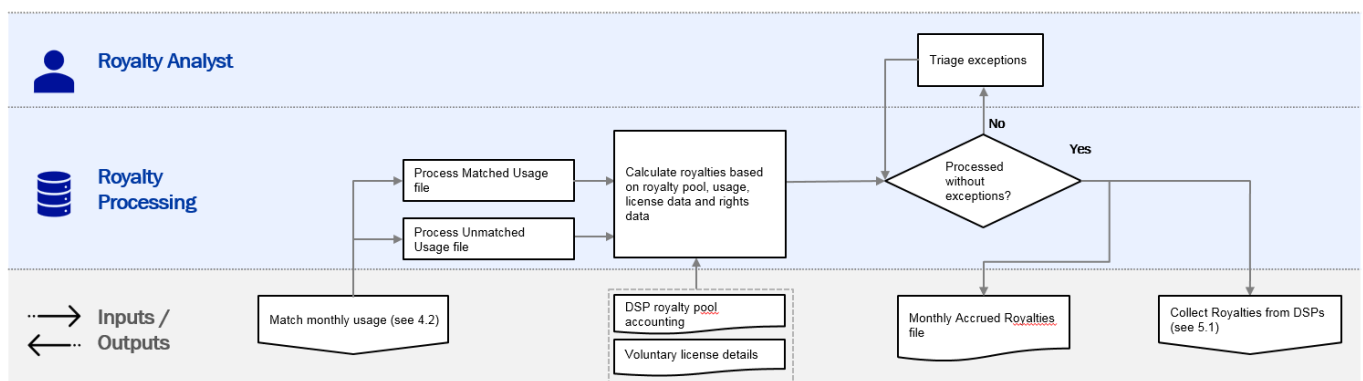 Royalty Analyst
Triage exceptions
No
Yes
Royalty
Processing
Process Matched Usage
file
Process Unmatched
Usage file
Calculate royalties based
on royalty pool, usage,
license data and rights
data
Processed
without
exceptions?
Inputs /
Outputs
Match monthly usage (see 4.2)
DSP royalty pool
accounting
Voluntary license details
Monthly Accrued Royalties
file
Collect Royalties from DSPs
(see 5.1)